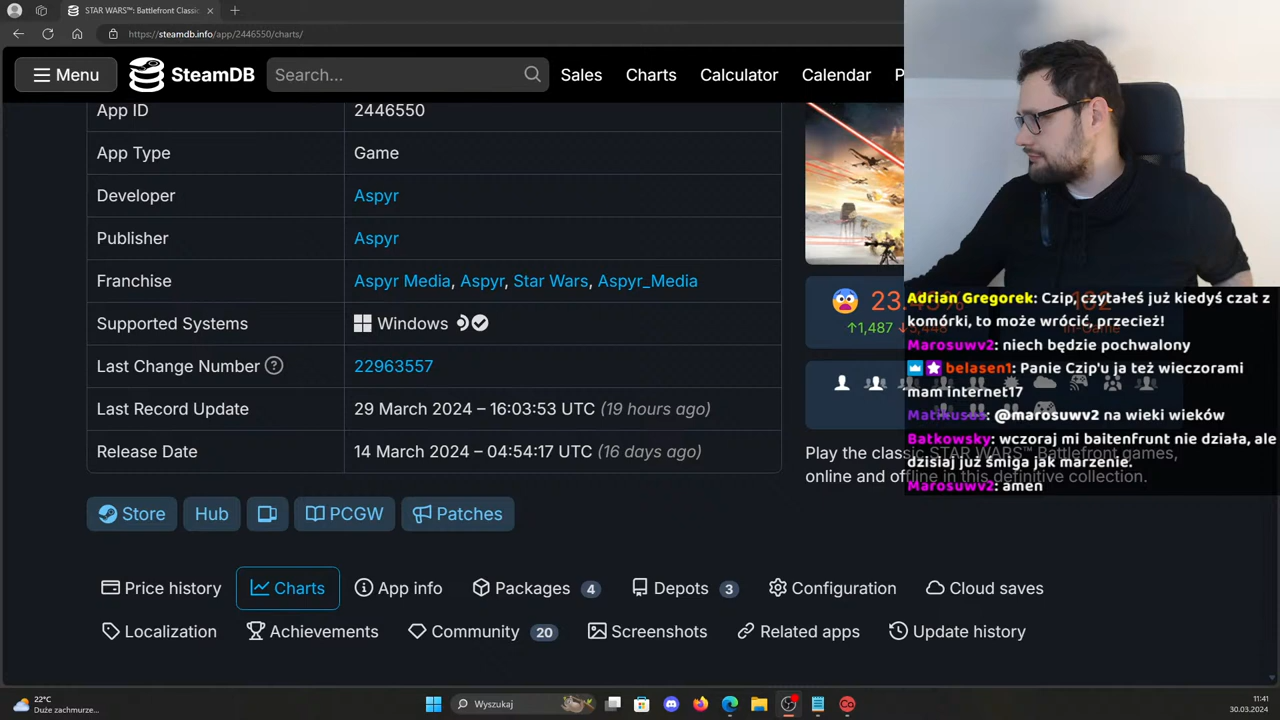 STAR WARS™: Battlefront Classic
https://steamdb.info/app/2446550/charts/
Menu
SteamDB
Search...
Sales
Charts
Calculator
Calendar
App ID
2446550
App Type
Game
Developer
Aspyr
Publisher
Aspyr
Franchise
Aspyr Media, Aspyr, Star Wars, Aspyr_Media
Supported Systems
Windows
Last Change Number
22963557
Last Record Update
29 March 2024 – 16:03:53 UTC (19 hours ago)
Release Date
14 March 2024 – 04:54:17 UTC (16 days ago)
↑1,487
In-Game
Play the classic STAR WARS™ Battlefront games,
online and offline in this definitive collection.
Adrian Gregorek: Czip, czytałeś już kiedyś czat z
komórki, to może wrócić, przecież!
Marosuwv2: niech będzie pochwalony
belasen1: Panie Czip'u ja też wieczorami
mam internet17
@marosuwv2 na wieki wieków
Batkowsky: wczoraj mi baitenfrunt nie działa, ale
dzisiaj już śmiga jak marzenie.
Marosuwv2: amen
Store
Hub
PCGW
Patches
Price history
Charts
App info
Packages 4
Depots 3
Configuration
Cloud saves
Localization
Achievements
Community 20
Screenshots
Related apps
Update history
22°C
Duże zachmurze...
Wyszukaj
11:41
30.03.2024